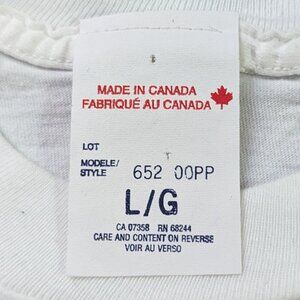 MADE IN CANADA
FABRIQUÉ AU CANADA
LOT
MODELE/
STYLE 652 00PP
L/G
CA 07358 RN 68244
CARE AND CONTENT ON REVERSE
VOIR AU VERSO